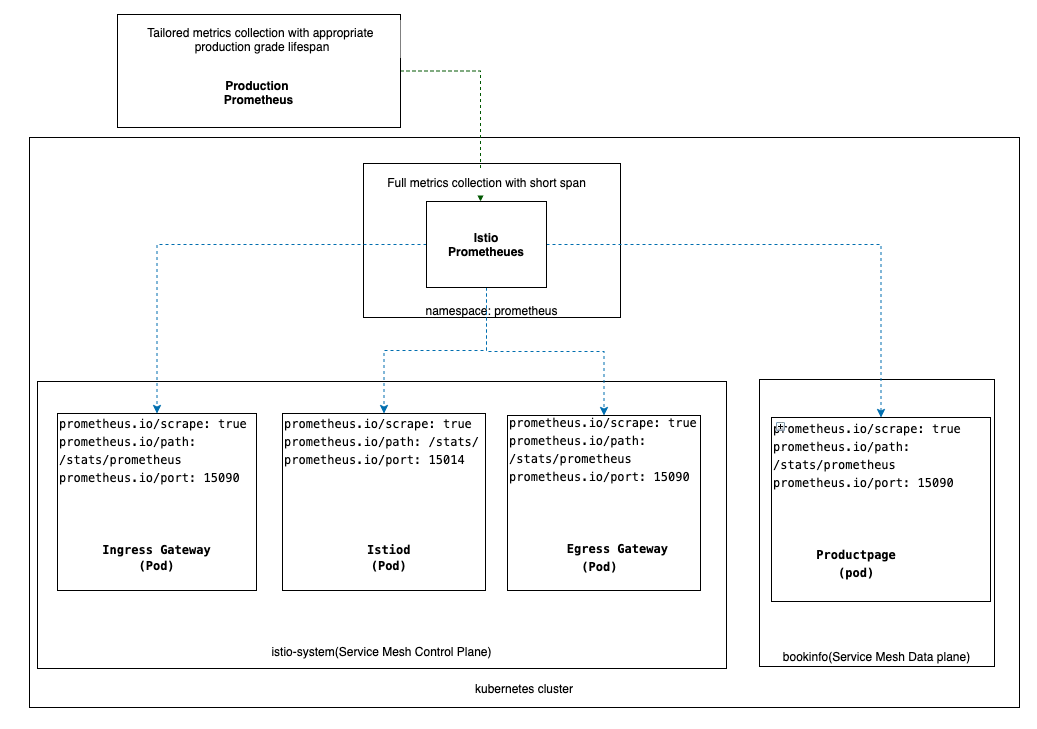 Tailored metrics collection with appropriate
production grade lifespan
Production
Prometheus
Full metrics collection with short span
Istio
Prometheues
namespace: prometheus
prometheus.io/scrape: true
prometheus.io/path:
/stats/prometheus
prometheus.io/port: 15090
Ingress Gateway
(Pod)
prometheus.io/scrape: true
prometheus.io/path: /stats/
prometheus.io/port: 15014
Istiod
(Pod)
prometheus.io/scrape: true
prometheus.io/path:
/stats/prometheus
prometheus.io/port: 15090
Egress Gateway
(Pod)
prometheus.io/scrape: true
prometheus.io/path:
/stats/prometheus
prometheus.io/port: 15090
Productpage
(pod)
istio-system(Service Mesh Control Plane)
bookinfo(Service Mesh Data plane)
kubernetes cluster